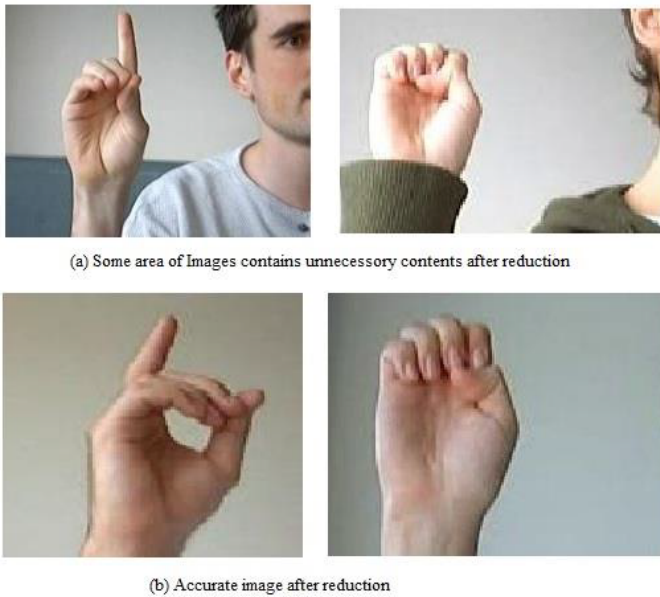 (a) Some area of Images contains unnecessory contents after reduction
(b) Accurate image after reduction